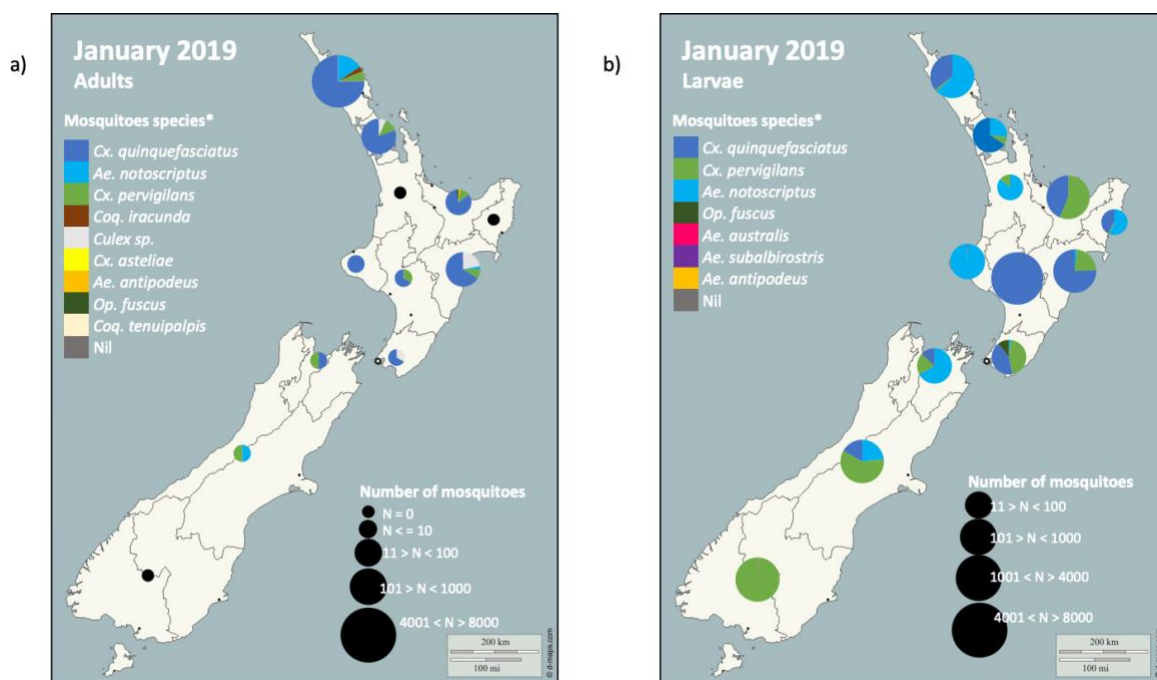 a)
January 2019
Adults
Mosquitoes species*
Cx. quinquefasciatus
Ae. notoscriptus
Cx. pervigilans
Coq. iracunda
Culex sp.
Cx. asteliae
Ae. antipodeus
Op. fuscus
Coq. tenuipalpis
Nil
Number of mosquitoes
N = 0
N < = 10
11 > N < 100
101 > N < 1000
4001 < N > 8000
200 km
100 mi
© d-maps.com
b)
January 2019
Larvae
Mosquitoes species*
Cx. quinquefasciatus
Cx. pervigilans
Ae. notoscriptus
Op. fuscus
Ae. australis
Ae. subalbirostris
Ae. antipodeus
Nil
Number of mosquitoes
11 > N < 100
101 > N < 1000
1001 < N > 4000
4001 < N > 8000
200 km
100 mi
© d-maps.com